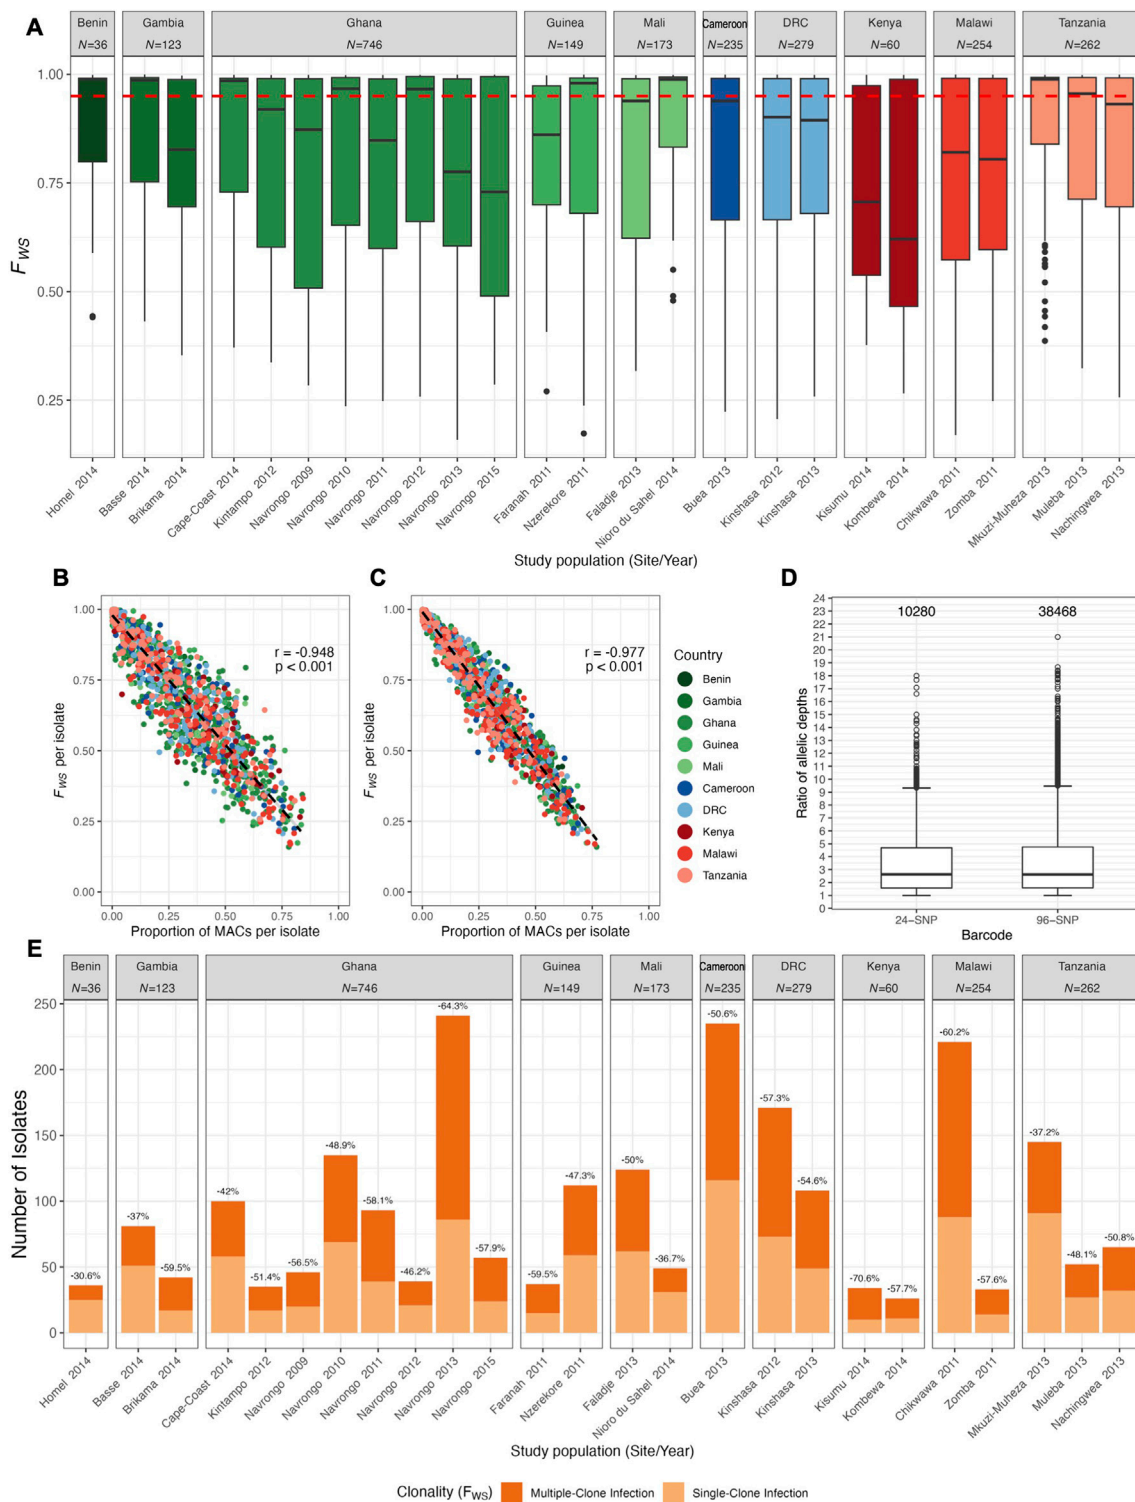 A
Benin Gambia Ghana Guinea Mali Cameroon DRC Kenya Malawi Tanzania
N=36 N=123 N=746 N=149 N=173 N=235 N=279 N=60 N=254 N=262
1.00
0.75
0.50
0.25
FWS
Homel 2014
Basse 2014
Brikama 2014
Cape-Coast 2014
Kintampo 2012
Navrongo 2009
Navrongo 2010
Navrongo 2011
Navrongo 2012
Navrongo 2013
Navrongo 2015
Faranah 2011
Nzerekore 2011
Faladje 2013
Nioro du Sahel 2014
Buea 2013
Kinshasa 2012
Kinshasa 2013
Kisumu 2014
Kombewa 2014
Chikwawa 2011
Zomba 2011
Mkuzi-Muheza 2013
Muleba 2013
Nachingwea 2013
Study population (Site/Year)
B
1.00
0.75
0.50
0.25
0.00
FWS per isolate
r = -0.948
p < 0.001
0.00 0.25 0.50 0.75 1.00
Proportion of MACs per isolate
C
1.00
0.75
0.50
0.25
0.00
FWS per isolate
r = -0.977
p < 0.001
0.00 0.25 0.50 0.75 1.00
Proportion of MACs per isolate
Country
Benin
Gambia
Ghana
Guinea
Mali
Cameroon
DRC
Kenya
Malawi
Tanzania
D
24
23
22
21
20
19
18
17
16
15
14
13
12
11
10
9
8
7
6
5
4
3
2
1
0
Ratio of allelic depths
10280 38468
24-SNP 96-SNP
Barcode
E
Benin Gambia Ghana Guinea Mali Cameroon DRC Kenya Malawi Tanzania
N=36 N=123 N=746 N=149 N=173 N=235 N=279 N=60 N=254 N=262
250
200
150
100
50
0
Number of Isolates
-30.6%
-37%
-59.5%
-42%
-51.4%
-56.5%
-48.9%
-58.1%
-46.2%
-64.3%
-57.9%
-59.5%
-47.3%
-50%
-36.7%
-50.6%
-57.3%
-54.6%
-70.6%
-57.7%
-60.2%
-57.6%
-37.2%
-48.1%
-50.8%
Homel 2014
Basse 2014
Brikama 2014
Cape-Coast 2014
Kintampo 2012
Navrongo 2009
Navrongo 2010
Navrongo 2011
Navrongo 2012
Navrongo 2013
Navrongo 2015
Faranah 2011
Nzerekore 2011
Faladje 2013
Nioro du Sahel 2014
Buea 2013
Kinshasa 2012
Kinshasa 2013
Kisumu 2014
Kombewa 2014
Chikwawa 2011
Zomba 2011
Mkuzi-Muheza 2013
Muleba 2013
Nachingwea 2013
Study population (Site/Year)
Clonality (FWS) Multiple-Clone Infection Single-Clone Infection